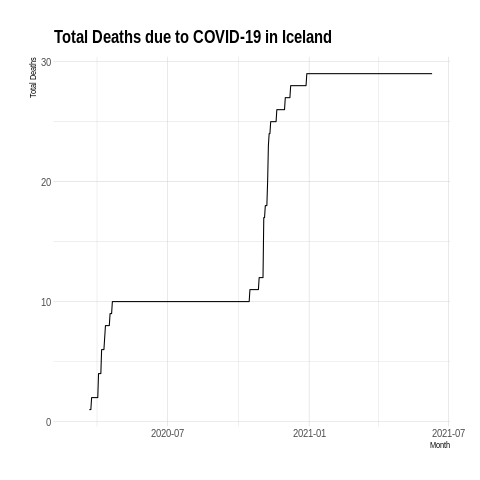 Total Deaths due to COVID-19 in Iceland
Total Deaths
30
20
10
0
2020-07 2021-01 2021-07
Month